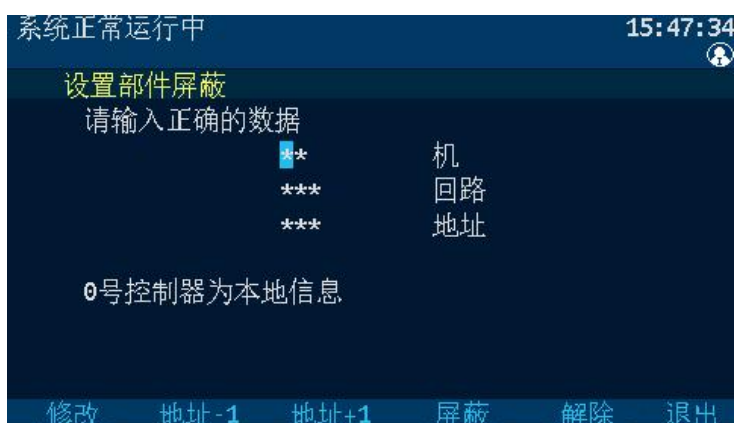 系统正常运行中 15:47:34
设置部件屏蔽
请输入正确的数据
** 机
*** 回路
*** 地址
0号控制器为本地信息
修改 地址-1 地址+1 屏蔽 解除 退出